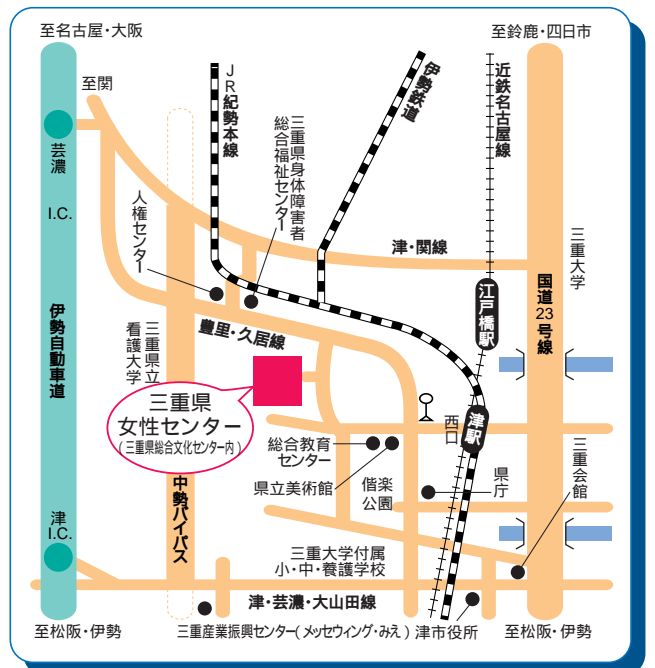 至名古屋・大阪
至鈴鹿・四日市
至関
JR紀勢本線
伊勢鉄道
近鉄名古屋線
芸濃
I.C.
三重県身体障害者
総合福祉センター
人権センター
津・関線
三重大学
国道23号線
江戸橋駅
伊勢自動車道
豊里・久居線
三重県立
看護大学
三重県
女性センター
(三重県総合文化センター内)
西口
津駅
総合教育
センター
県立美術館
偕楽
公園
県庁
三重会館
中勢バイパス
津
I.C.
三重大学付属
小・中・養護学校
津・芸濃・大山田線
至松阪・伊勢
三重産業振興センター(メッセウィング・みえ)
津市役所
至松阪・伊勢